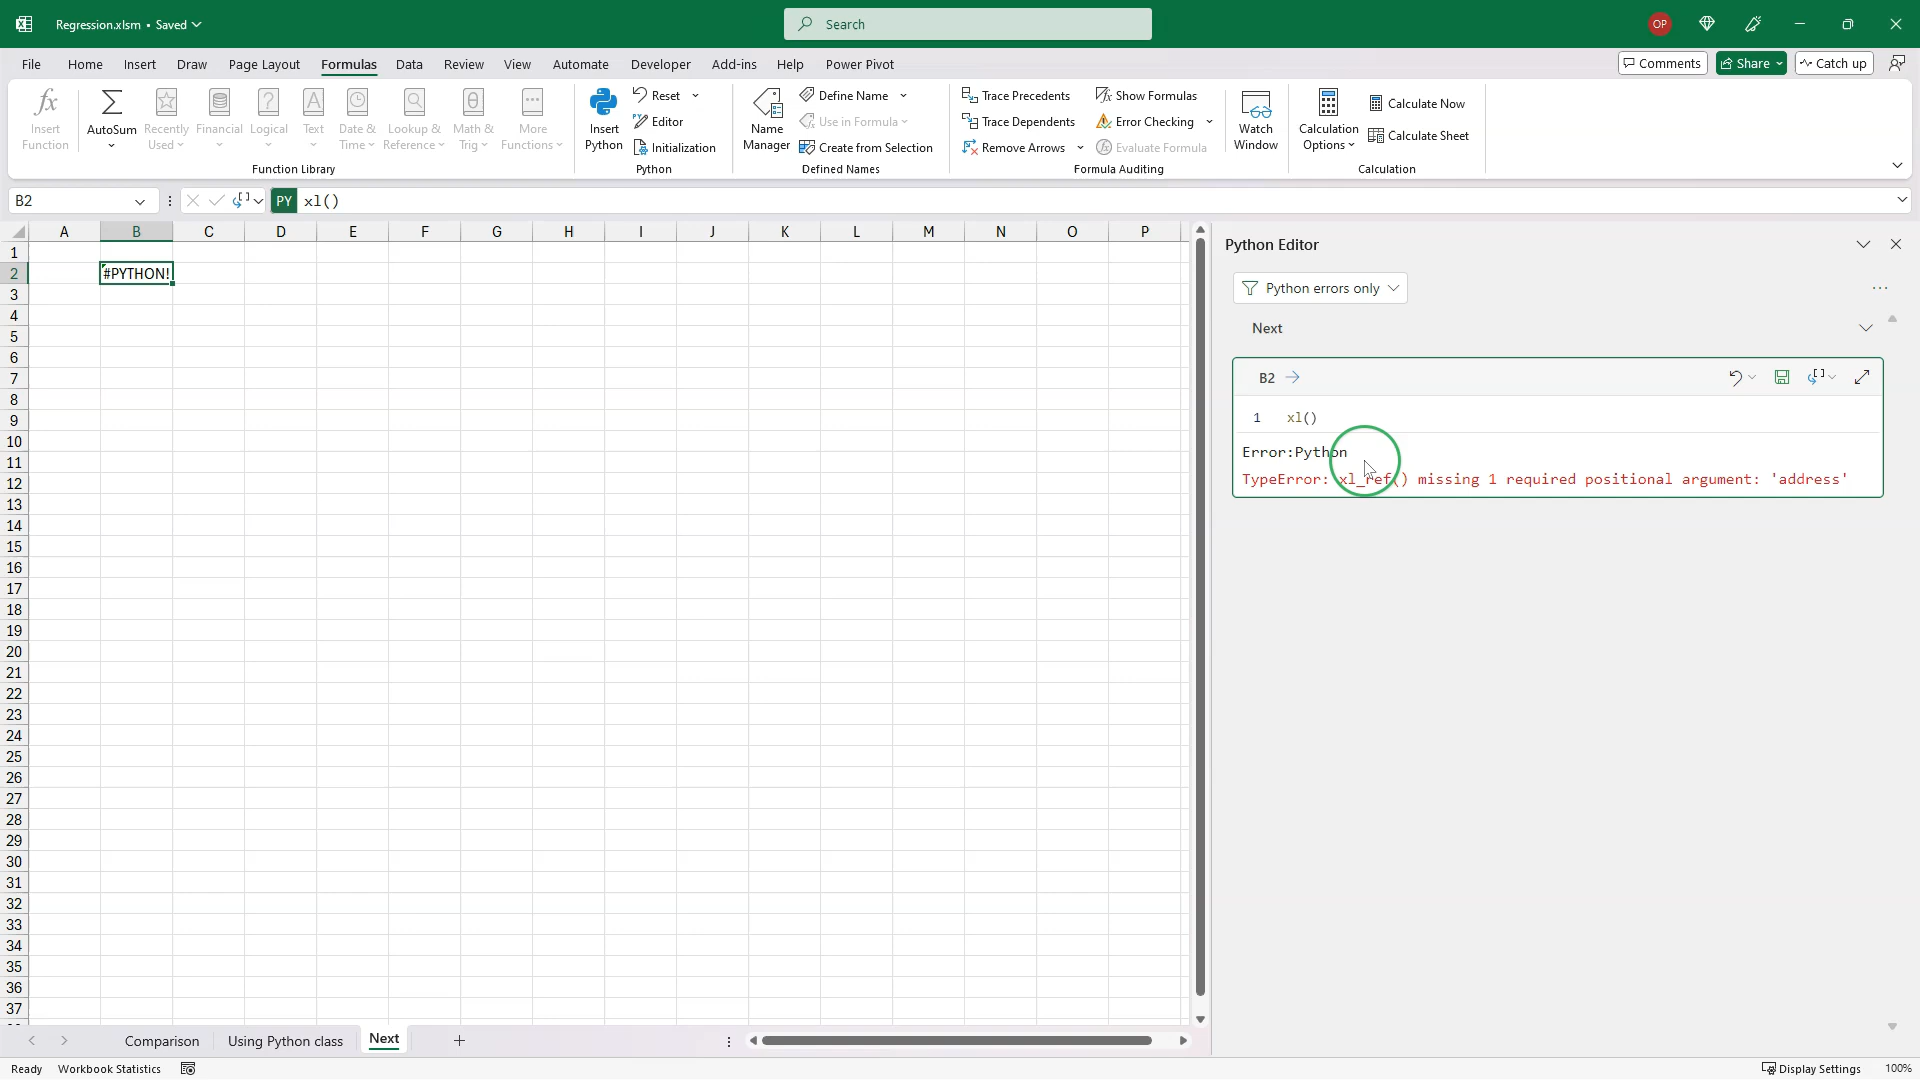 Regression.xlsm • Saved
Search
OP
File Home Insert Draw Page Layout Formulas Data Review View Automate Developer Add-ins Help Power Pivot
Comments Share Catch up
Insert Function
AutoSum
Recently Used
Financial
Logical
Text
Date & Time
Lookup & Reference
Math & Trig
More Functions
Function Library
Insert Python
Reset
Editor
Initialization
Python
Name Manager
Define Name
Use in Formula
Create from Selection
Defined Names
Trace Precedents
Trace Dependents
Remove Arrows
Show Formulas
Error Checking
Evaluate Formula
Formula Auditing
Watch Window
Calculation Options
Calculate Now
Calculate Sheet
Calculation
B2
PY xl()
A B C D E F G H I J K L M N O P
1
2 #PYTHON!
3
4
5
6
7
8
9
10
11
12
13
14
15
16
17
18
19
20
21
22
23
24
25
26
27
28
29
30
31
32
33
34
35
36
37
Python Editor
Python errors only
Next
B2
1 xl()
Error:Python
TypeError: xl_ref() missing 1 required positional argument: 'address'
Comparison Using Python class Next
Ready Workbook Statistics
Display Settings 100%